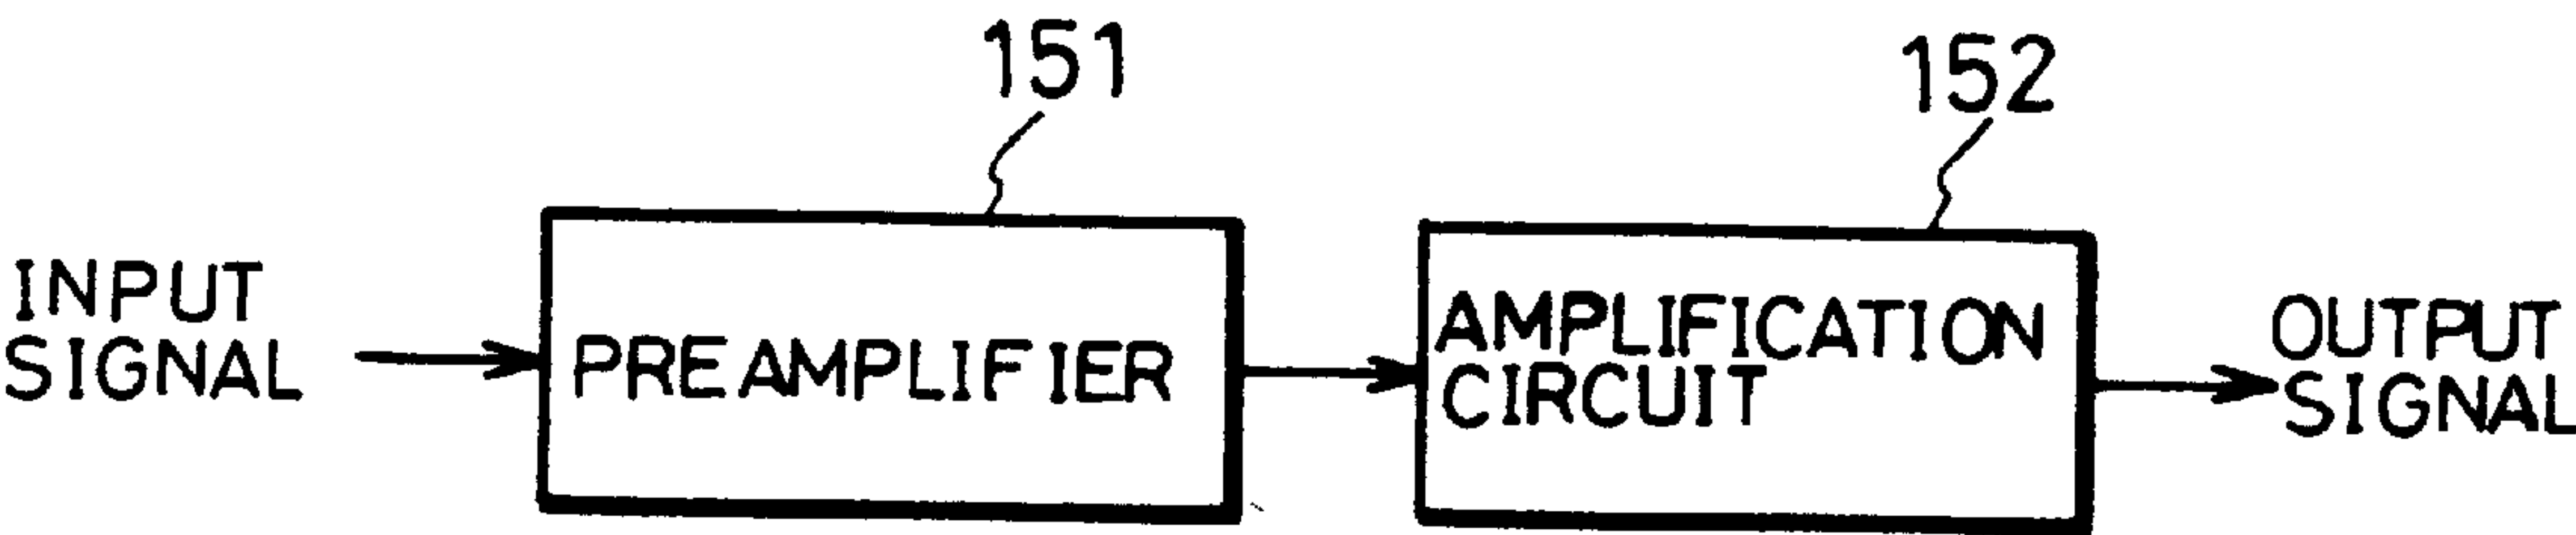 151
152
INPUT
SIGNAL
PREAMPLIFIER
AMPLIFICATION
CIRCUIT
OUTPUT
SIGNAL